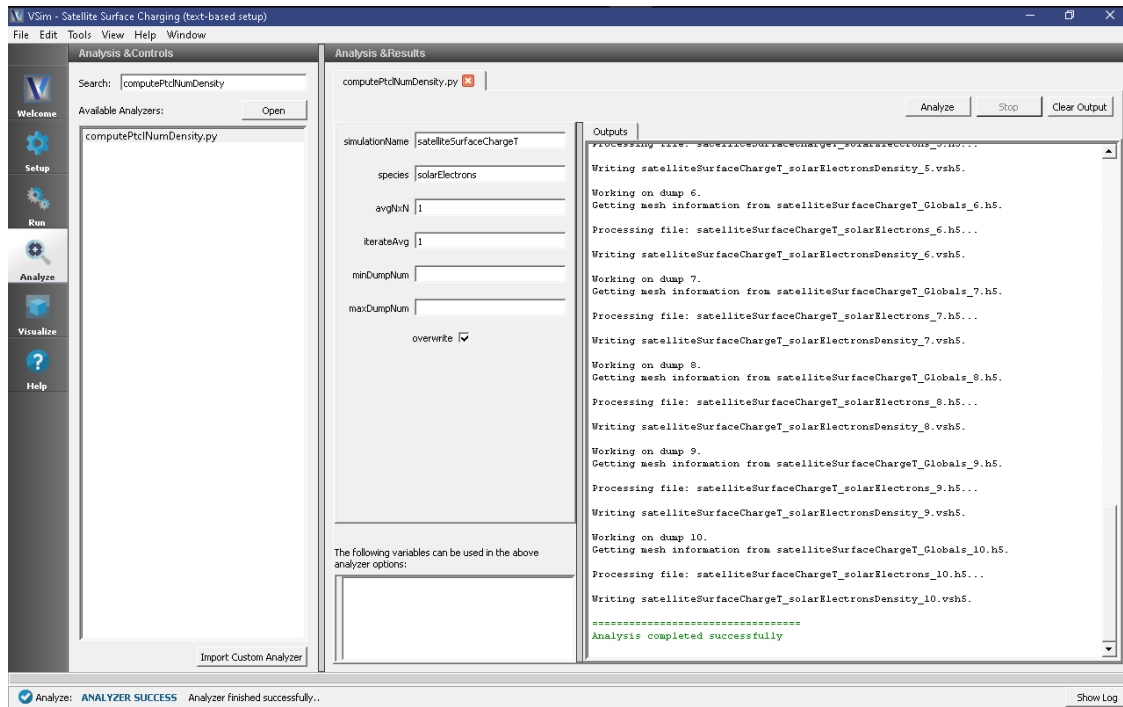 VSim - Satellite Surface Charging (text-based setup)
File Edit Tools View Help Window
Analysis &Controls
Search: computePtclNumDensity
Available Analyzers: Open
computePtclNumDensity.py
Import Custom Analyzer
Welcome
Setup
Run
Analyze
Visualize
Help
Analysis &Results
computePtclNumDensity.py
Analyze Stop Clear Output
simulationName satelliteSurfaceChargeT
species solarElectrons
avgNxN 1
iterateAvg 1
minDumpNum
maxDumpNum
overwrite
The following variables can be used in the above
analyzer options:
Outputs
Processing file: satelliteSurfaceChargeT_solarElectrons_5.h5...
Writing satelliteSurfaceChargeT_solarElectronsDensity_5.vsh5.
Working on dump 6.
Getting mesh information from satelliteSurfaceChargeT_Globals_6.h5.
Processing file: satelliteSurfaceChargeT_solarElectrons_6.h5...
Writing satelliteSurfaceChargeT_solarElectronsDensity_6.vsh5.
Working on dump 7.
Getting mesh information from satelliteSurfaceChargeT_Globals_7.h5.
Processing file: satelliteSurfaceChargeT_solarElectrons_7.h5...
Writing satelliteSurfaceChargeT_solarElectronsDensity_7.vsh5.
Working on dump 8.
Getting mesh information from satelliteSurfaceChargeT_Globals_8.h5.
Processing file: satelliteSurfaceChargeT_solarElectrons_8.h5...
Writing satelliteSurfaceChargeT_solarElectronsDensity_8.vsh5.
Working on dump 9.
Getting mesh information from satelliteSurfaceChargeT_Globals_9.h5.
Processing file: satelliteSurfaceChargeT_solarElectrons_9.h5...
Writing satelliteSurfaceChargeT_solarElectronsDensity_9.vsh5.
Working on dump 10.
Getting mesh information from satelliteSurfaceChargeT_Globals_10.h5.
Processing file: satelliteSurfaceChargeT_solarElectrons_10.h5...
Writing satelliteSurfaceChargeT_solarElectronsDensity_10.vsh5.
==================================
Analysis completed successfully
Analyze: ANALYZER SUCCESS Analyzer finished successfully..
Show Log